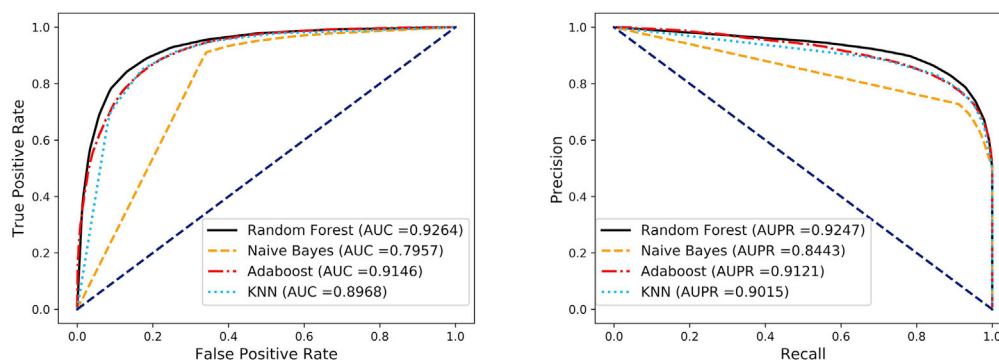 1.0
0.8
0.6
0.4
0.2
0.0
True Positive Rate
Random Forest (AUC =0.9264)
Naive Bayes (AUC =0.7957)
Adaboost (AUC =0.9146)
KNN (AUC =0.8968)
0.0 0.2 0.4 0.6 0.8 1.0
False Positive Rate
1.0
0.8
0.6
0.4
0.2
0.0
Precision
Random Forest (AUPR =0.9247)
Naive Bayes (AUPR =0.8443)
Adaboost (AUPR =0.9121)
KNN (AUPR =0.9015)
0.0 0.2 0.4 0.6 0.8 1.0
Recall